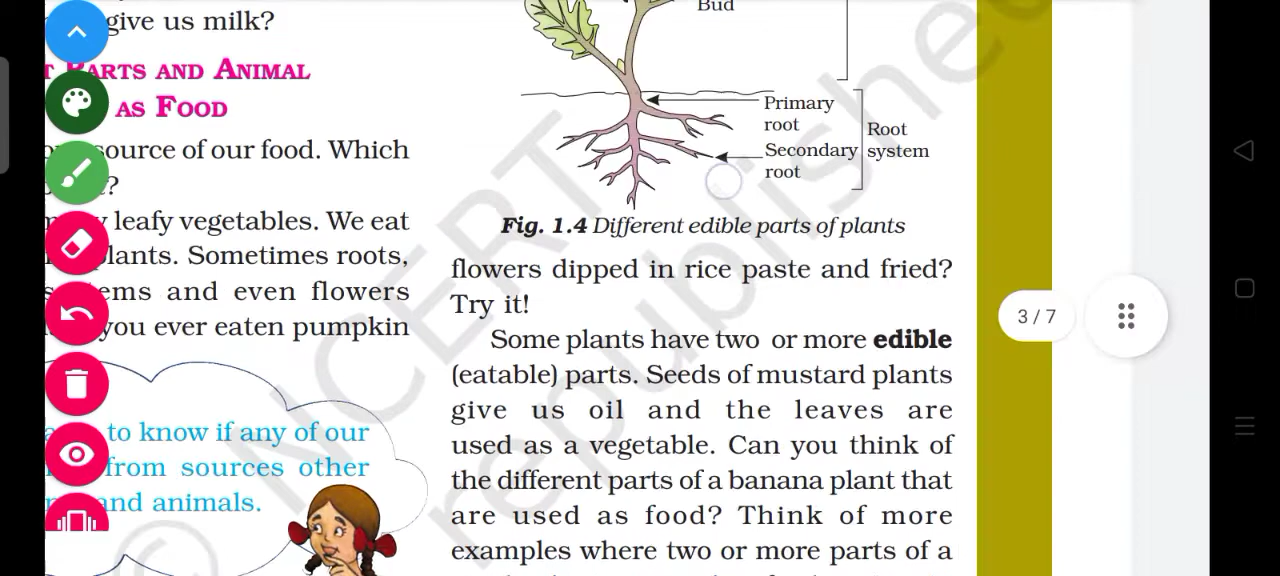 give us milk?
PARTS AND ANIMAL
AS FOOD
source of our food. Which
?
leafy vegetables. We eat
plants. Sometimes roots,
and even flowers
you ever eaten pumpkin
to know if any of our
from sources other
and animals.
Bud
Primary
root
Secondary
root
Root
system
Fig. 1.4 Different edible parts of plants
flowers dipped in rice paste and fried?
Try it!
Some plants have two or more edible
(eatable) parts. Seeds of mustard plants
give us oil and the leaves are
used as a vegetable. Can you think of
the different parts of a banana plant that
are used as food? Think of more
examples where two or more parts of a
3 / 7
© NCERT
republishe